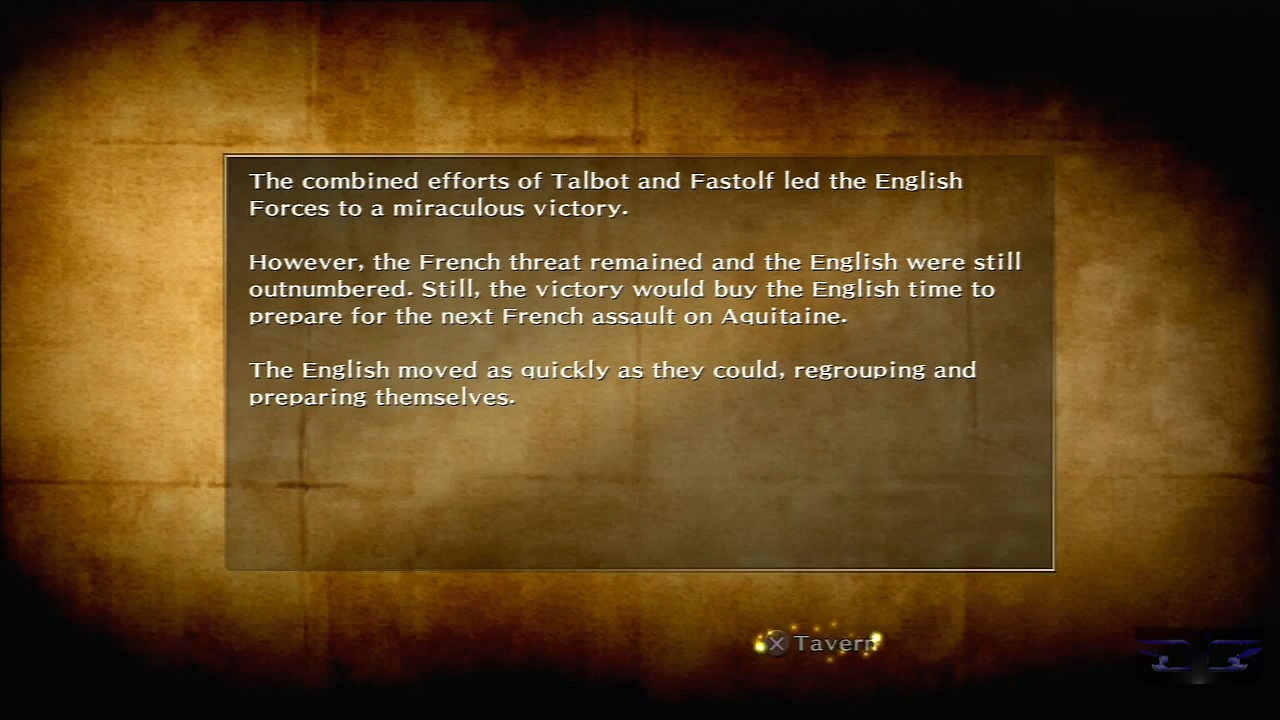 The combined efforts of Talbot and Fastolf led the English
Forces to a miraculous victory.
However, the French threat remained and the English were still
outnumbered. Still, the victory would buy the English time to
prepare for the next French assault on Aquitaine.
The English moved as quickly as they could, regrouping and
preparing themselves.
Tavern